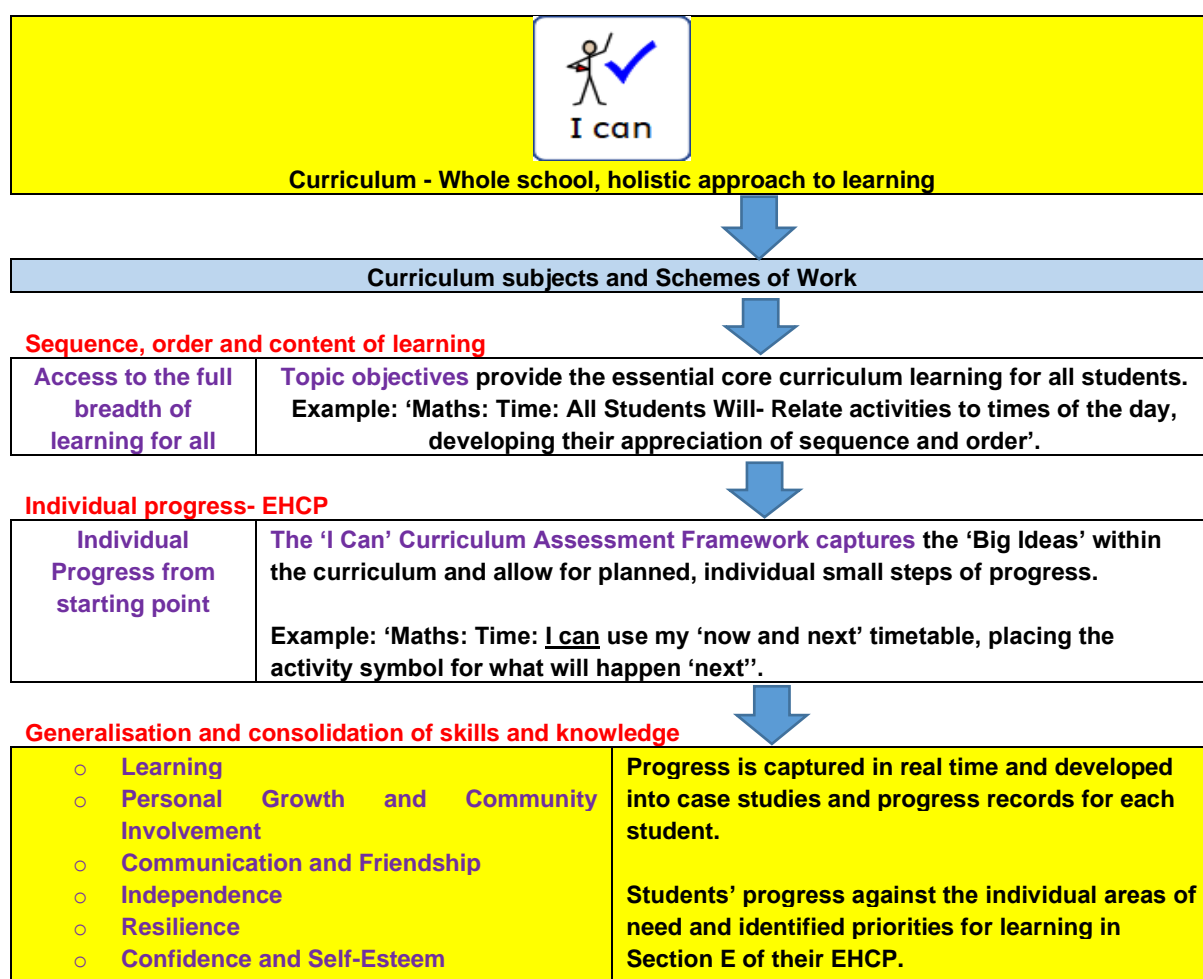 I can
Curriculum - Whole school, holistic approach to learning
Curriculum subjects and Schemes of Work
Sequence, order and content of learning
Access to the full
breadth of
learning for all
Topic objectives provide the essential core curriculum learning for all students.
Example: ‘Maths: Time: All Students Will- Relate activities to times of the day,
developing their appreciation of sequence and order’.
Individual progress- EHCP
Individual
Progress from
starting point
The ‘I Can’ Curriculum Assessment Framework captures the ‘Big Ideas’ within
the curriculum and allow for planned, individual small steps of progress.
Example: ‘Maths: Time: I can use my ‘now and next’ timetable, placing the
activity symbol for what will happen ‘next’’.
Generalisation and consolidation of skills and knowledge
o Learning
o Personal Growth and Community
Involvement
o Communication and Friendship
o Independence
o Resilience
o Confidence and Self-Esteem
Progress is captured in real time and developed
into case studies and progress records for each
student.
Students’ progress against the individual areas of
need and identified priorities for learning in
Section E of their EHCP.